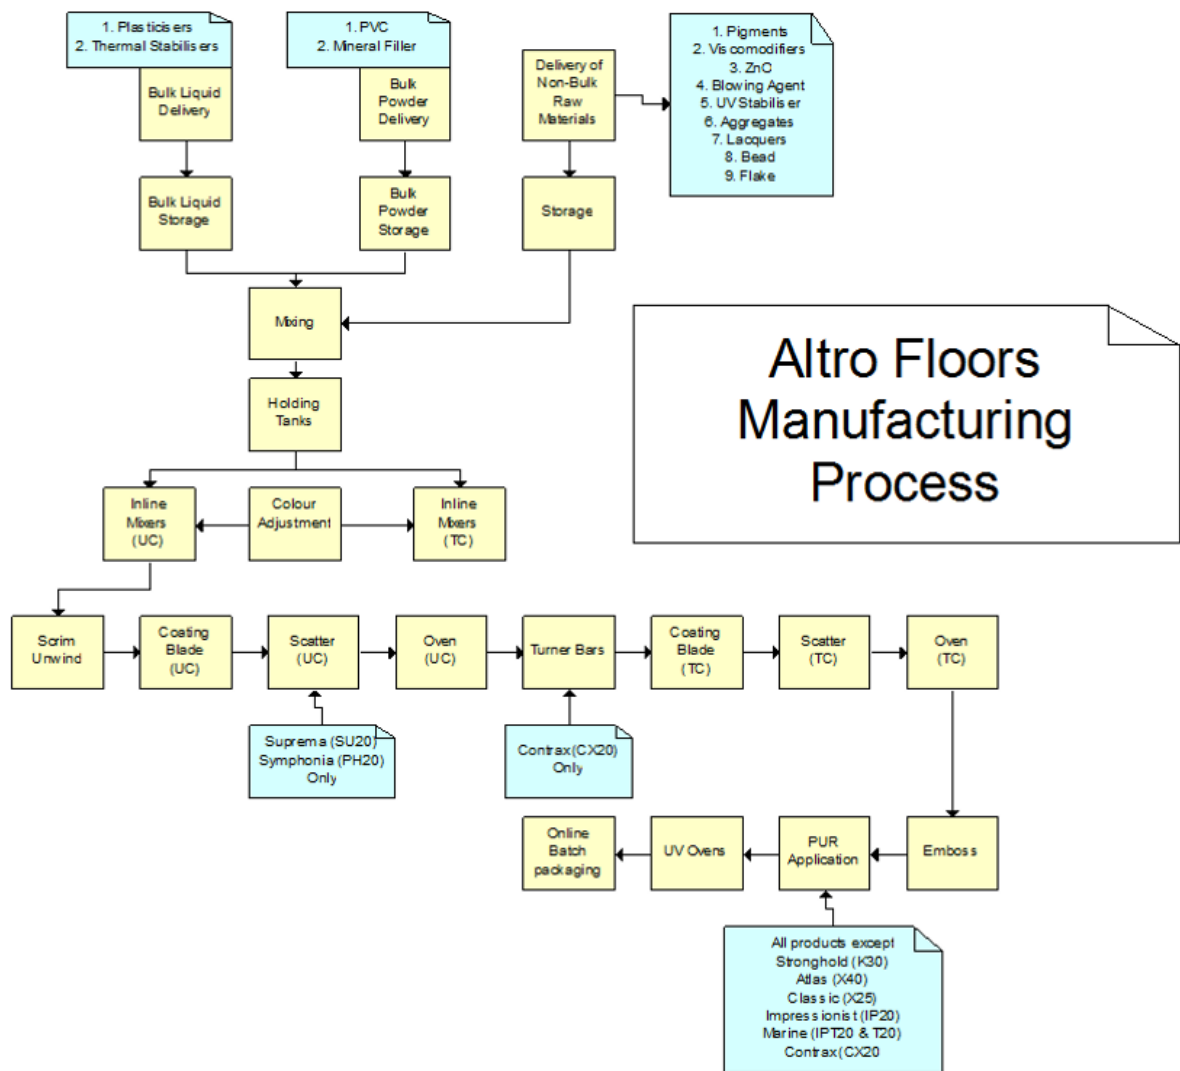 1. Plasticisers
2. Thermal Stabilisers
1. PVC
2. Mineral Filler
1. Pigments
2. Viscomodifiers
3. ZnO
4. Blowing Agent
5. UV Stabiliser
6. Aggregates
7. Lacquers
8. Bead
9. Flake
Bulk Liquid
Delivery
Bulk
Powder
Delivery
Delivery of
Non-Bulk
Raw
Materials
Bulk Liquid
Storage
Bulk
Powder
Storage
Storage
Mixing
Altro Floors
Manufacturing
Process
Holding
Tanks
Inline
Mixers
(UC)
Colour
Adjustment
Inline
Mixers
(TC)
Scrim
Unwind
Coating
Blade
(UC)
Scatter
(UC)
Oven
(UC)
Turner Bars
Coating
Blade
(TC)
Scatter
(TC)
Oven
(TC)
Suprema (SU20)
Symphonia (PH20)
Only
Contrax (CX20)
Only
Online
Batch
packaging
UV Ovens
PUR
Application
Emboss
All products except
Stronghold (K30)
Atlas (X40)
Classic (X25)
Impressionist (IP20)
Marine (IPT20 & T20)
Contrax (CX20